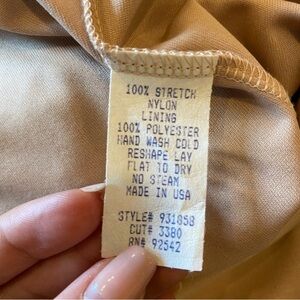 100% STRETCH
NYLON
LINING
100% POLYESTER
HAND WASH COLD
RESHAPE LAY
FLAT TO DRY
NO STEAM
MADE IN USA
STYLE# 931858
CUT# 3380
RN# 92542